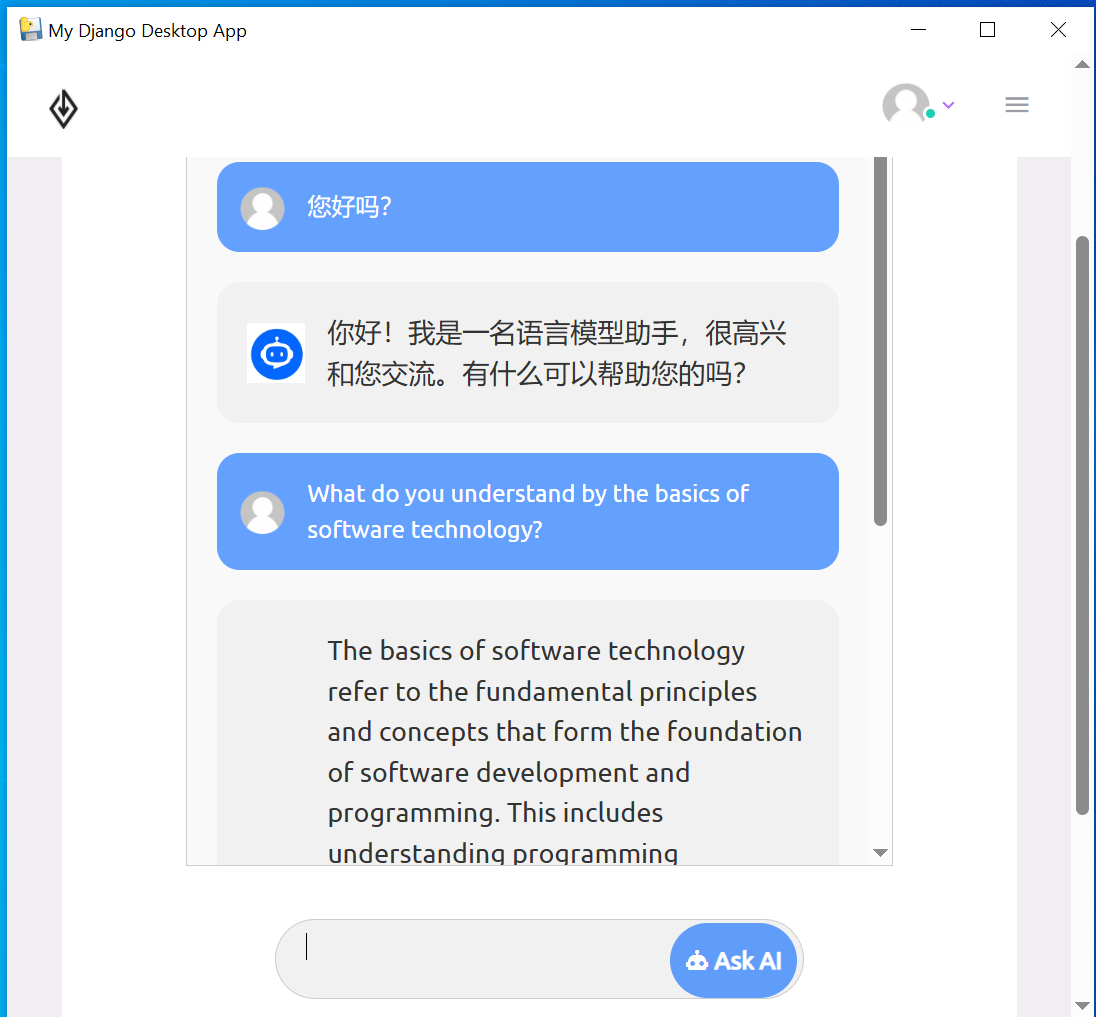 My Django Desktop App
您好吗?
你好！我是一名语言模型助手，很高兴
和您交流。有什么可以帮助您的吗？
What do you understand by the basics of
software technology?
The basics of software technology
refer to the fundamental principles
and concepts that form the foundation
of software development and
programming. This includes
understanding programming
Ask AI